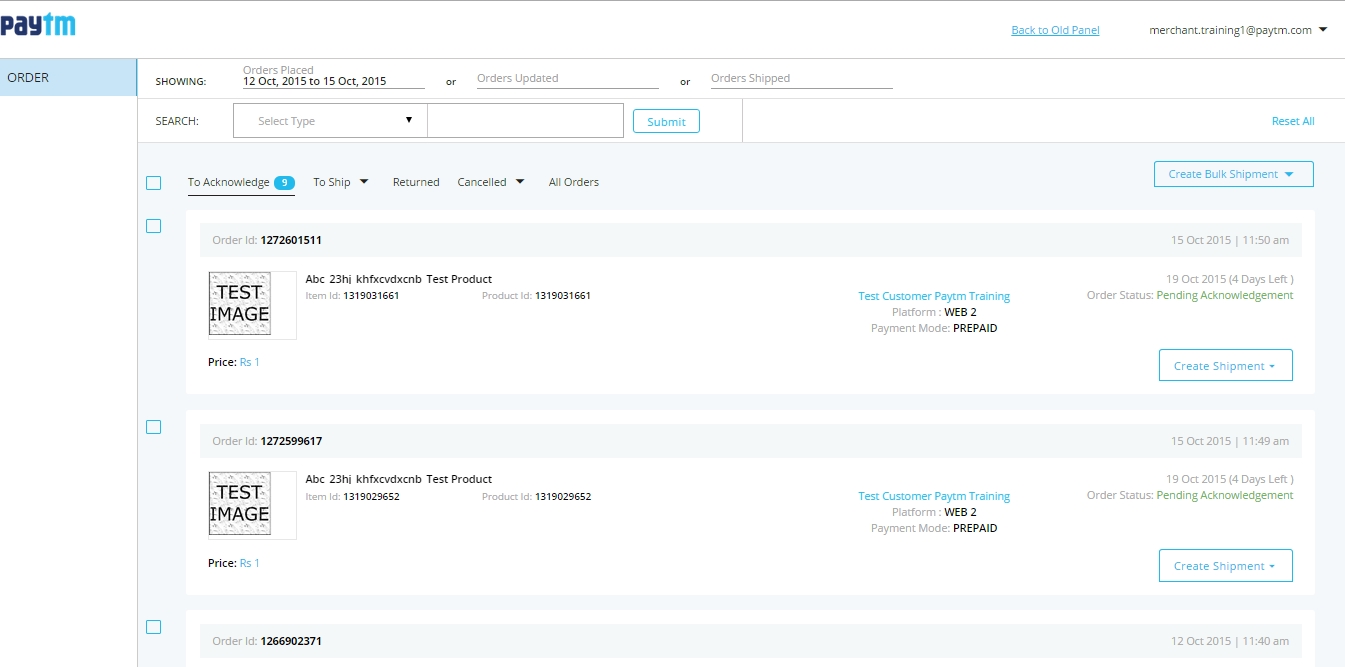 paytm
Back to Old Panel
merchant.training1@paytm.com
ORDER
SHOWING:
Orders Placed
12 Oct, 2015 to 15 Oct, 2015
or
Orders Updated
or
Orders Shipped
SEARCH:
Select Type
Submit
Reset All
To Acknowledge 9
To Ship
Returned
Cancelled
All Orders
Create Bulk Shipment
Order Id: 1272601511
15 Oct 2015 | 11:50 am
TEST
IMAGE
Abc 23hj khfxcvdxcnb Test Product
Item Id: 1319031661
Product Id: 1319031661
Test Customer Paytm Training
Platform : WEB 2
Payment Mode: PREPAID
19 Oct 2015 (4 Days Left )
Order Status: Pending Acknowledgement
Price: Rs 1
Create Shipment
Order Id: 1272599617
15 Oct 2015 | 11:49 am
TEST
IMAGE
Abc 23hj khfxcvdxcnb Test Product
Item Id: 1319029652
Product Id: 1319029652
Test Customer Paytm Training
Platform : WEB 2
Payment Mode: PREPAID
19 Oct 2015 (4 Days Left )
Order Status: Pending Acknowledgement
Price: Rs 1
Create Shipment
Order Id: 1266902371
12 Oct 2015 | 11:40 am